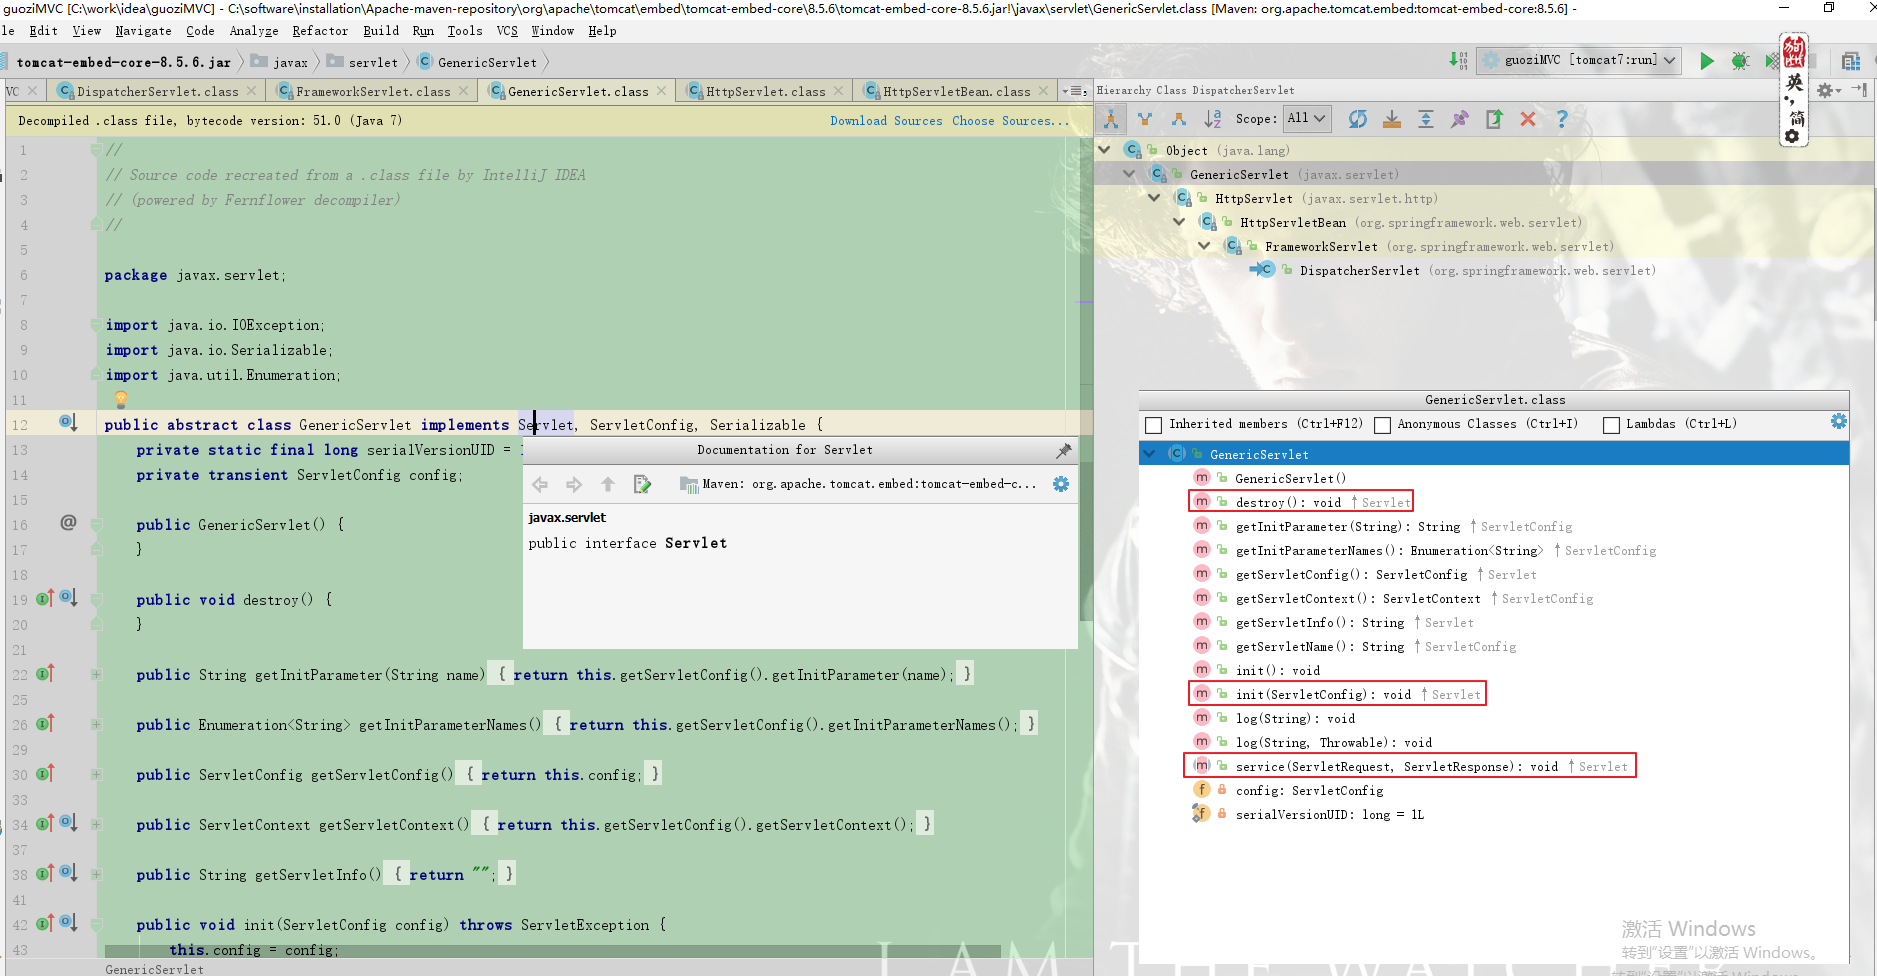 guoziMVC [C:\work\idea\guoziMVC] - C:\software\installation\Apache-maven-repository\org\apache\tomcat\embed\tomcat-embed-core\8.5.6\tomcat-embed-core-8.5.6.jar!\javax\servlet\GenericServlet.class [Maven: org.apache.tomcat.embed:tomcat-embed-core:8.5.6] -
le Edit View Navigate Code Analyze Refactor Build Run Tools VCS Window Help
tomcat-embed-core-8.5.6.jar javax servlet GenericServlet
guoziMVC [tomcat7:run]
VC DispatcherServlet.class FrameworkServlet.class GenericServlet.class HttpServlet.class HttpServletBean.class
Decompiled .class file, bytecode version: 51.0 (Java 7) Download Sources Choose Sources...
1 //
2 // Source code recreated from a .class file by IntelliJ IDEA
3 // (powered by Fernflower decompiler)
4 //
5
6 package javax.servlet;
7
8 import java.io.IOException;
9 import java.io.Serializable;
10 import java.util.Enumeration;
11
12 public abstract class GenericServlet implements Servlet, ServletConfig, Serializable {
13 private static final long serialVersionUID =
14 private transient ServletConfig config;
15
16 public GenericServlet() {
17 }
18
19 public void destroy() {
20 }
21
22 public String getInitParameter(String name) { return this.getServletConfig().getInitParameter(name); }
25
26 public Enumeration<String> getInitParameterNames() { return this.getServletConfig().getInitParameterNames(); }
29
30 public ServletConfig getServletConfig() { return this.config; }
33
34 public ServletContext getServletContext() { return this.getServletConfig().getServletContext(); }
37
38 public String getServletInfo() { return ""; }
41
42 public void init(ServletConfig config) throws ServletException {
43 this.config = config;
GenericServlet
Documentation for Servlet
Maven: org.apache.tomcat.embed:tomcat-embed-c...
javax.servlet
public interface Servlet
Hierarchy Class DispatcherServlet
Scope: All
Object (java.lang)
GenericServlet (javax.servlet)
HttpServlet (javax.servlet.http)
HttpServletBean (org.springframework.web.servlet)
FrameworkServlet (org.springframework.web.servlet)
DispatcherServlet (org.springframework.web.servlet)
英
简
GenericServlet.class
Inherited members (Ctrl+F12) Anonymous Classes (Ctrl+I) Lambdas (Ctrl+L)
GenericServlet
GenericServlet()
destroy(): void ↑Servlet
getInitParameter(String): String ↑ServletConfig
getInitParameterNames(): Enumeration<String> ↑ServletConfig
getServletConfig(): ServletConfig ↑Servlet
getServletContext(): ServletContext ↑ServletConfig
getServletInfo(): String ↑Servlet
getServletName(): String ↑ServletConfig
init(): void
init(ServletConfig): void ↑Servlet
log(String): void
log(String, Throwable): void
service(ServletRequest, ServletResponse): void ↑Servlet
config: ServletConfig
serialVersionUID: long = 1L
激活 Windows
转到"设置"以激活 Windows。
I AM THE WATCH